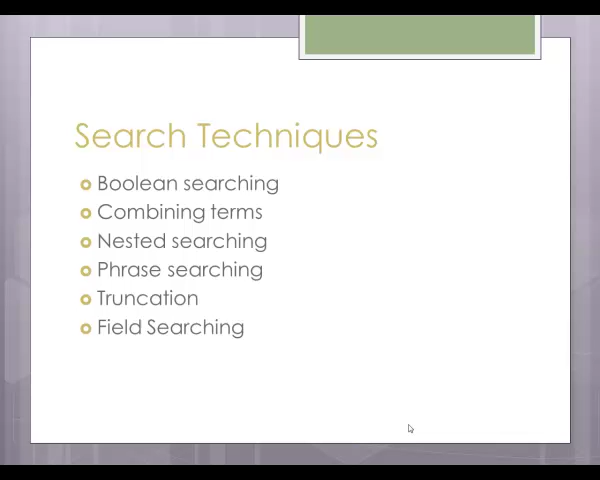 Search Techniques
Boolean searching
Combining terms
Nested searching
Phrase searching
Truncation
Field Searching